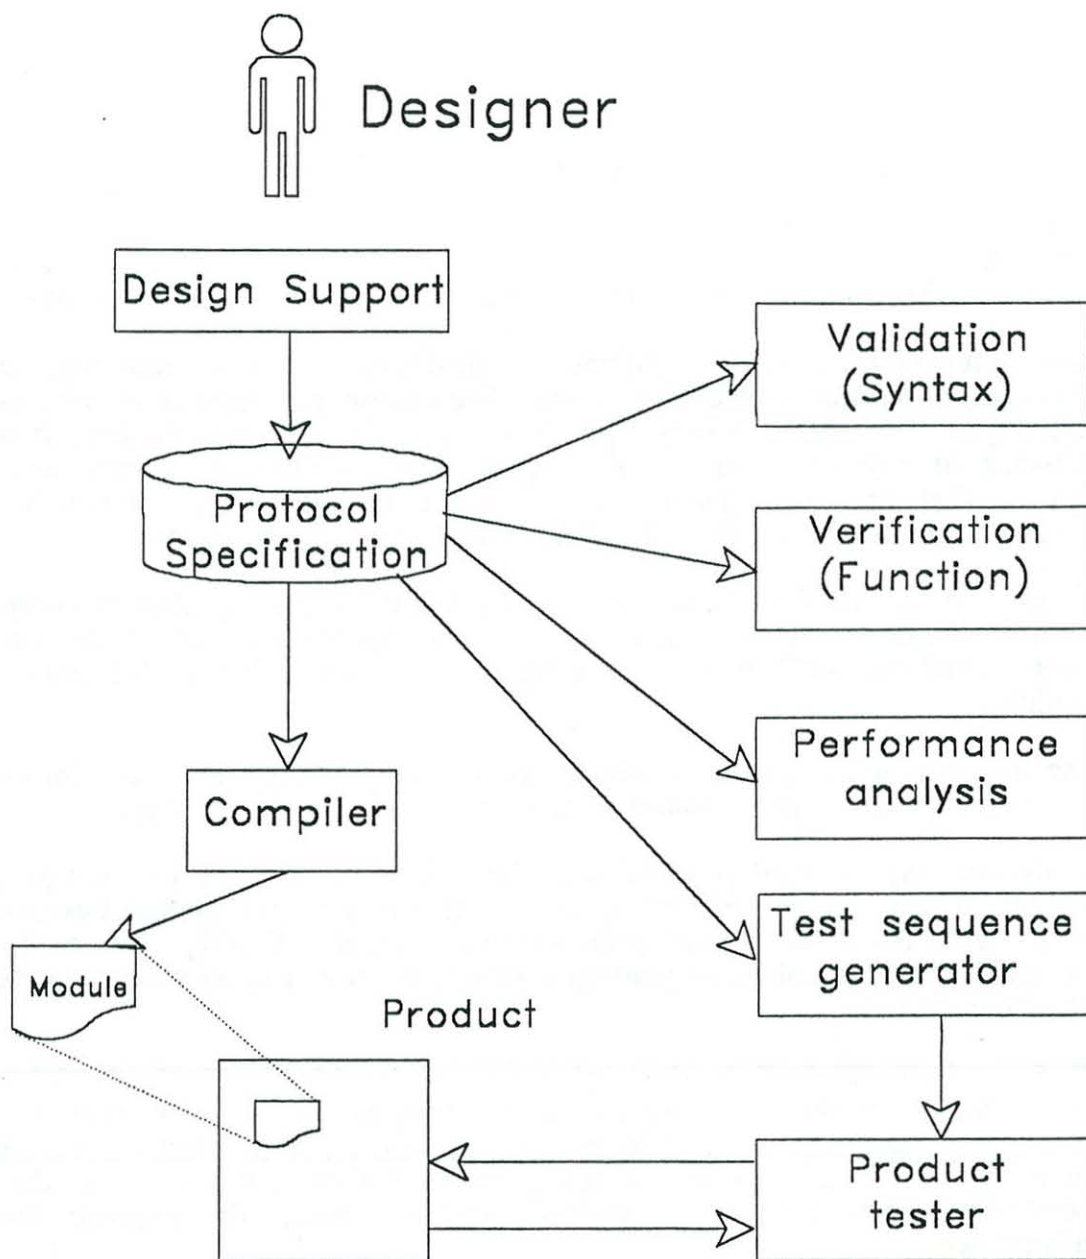 Designer
Design Support
Validation
(Syntax)
Protocol
Specification
Verification
(Function)
Performance
analysis
Compiler
Test sequence
generator
Module
Product
Product
tester